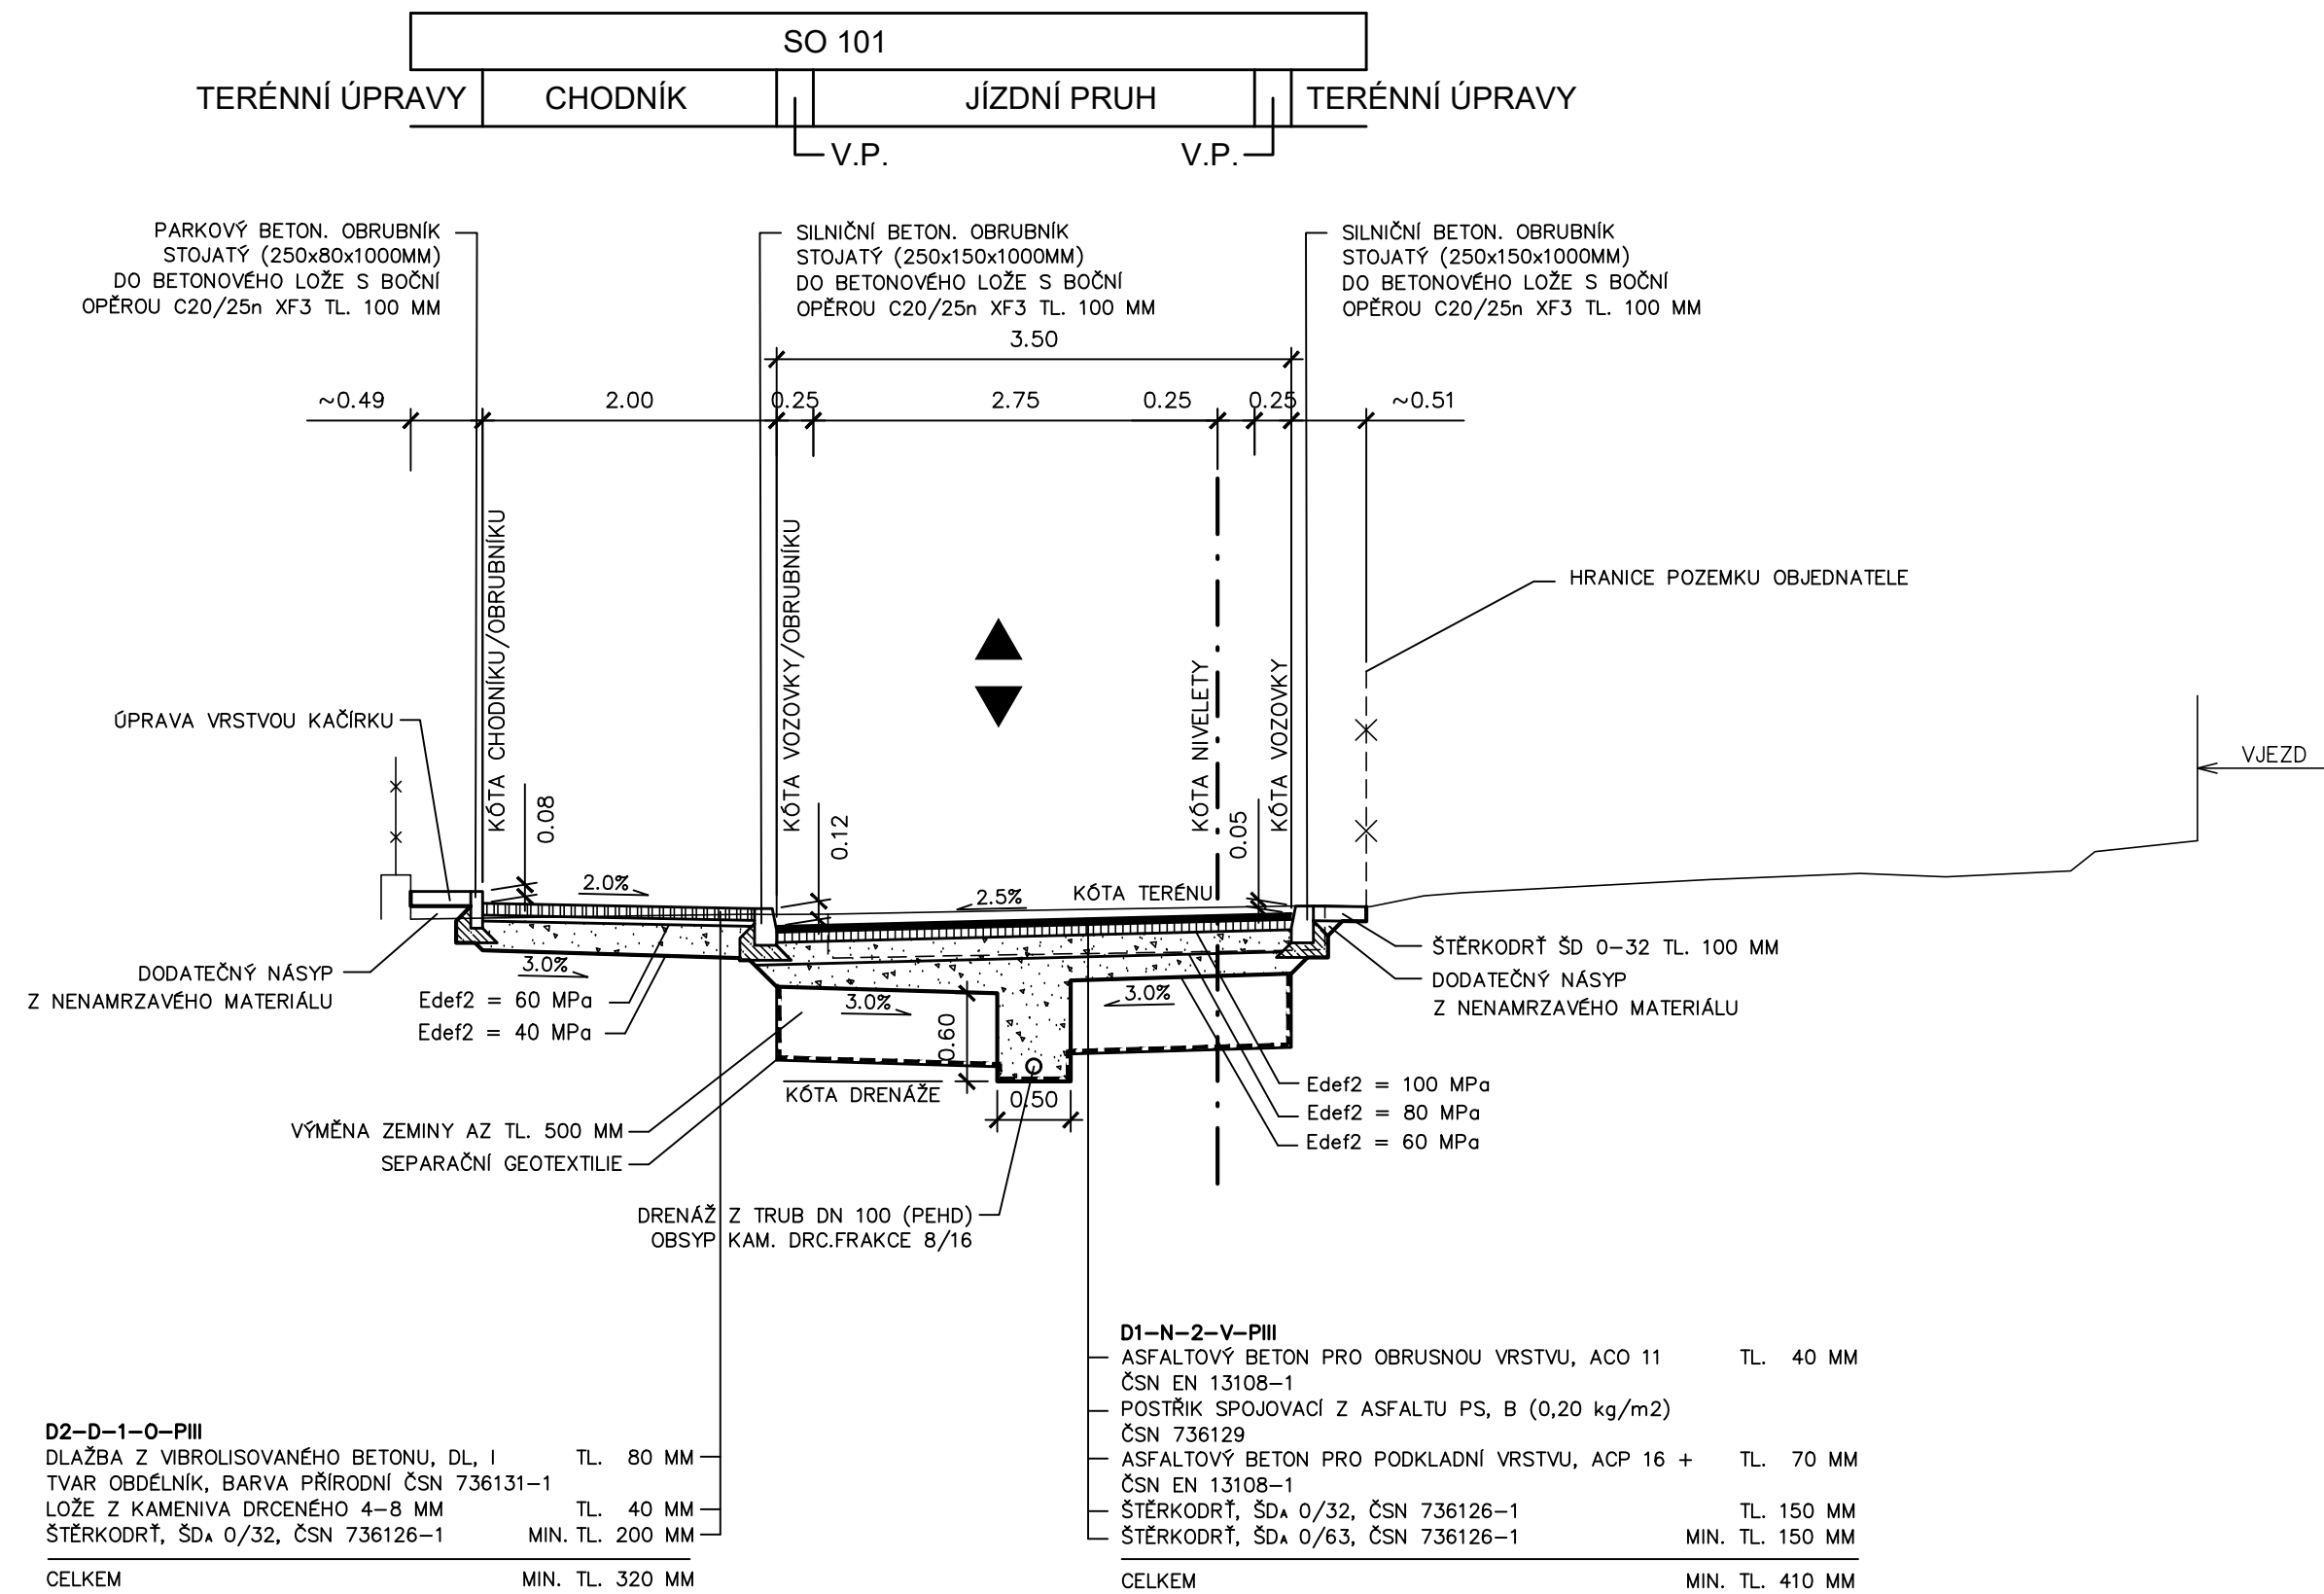 SO 101
TERÉNNÍ ÚPRAVY
CHODNÍK
JÍZDNÍ PRUH
TERÉNNÍ ÚPRAVY
V.P.
V.P.
PARKOVÝ BETON. OBRUBNÍK
STOJATÝ (250x80x1000MM)
DO BETONOVÉHO LOŽE S BOČNÍ
OPĚROU C20/25n XF3 TL. 100 MM
SILNIČNÍ BETON. OBRUBNÍK
STOJATÝ (250x150x1000MM)
DO BETONOVÉHO LOŽE S BOČNÍ
OPĚROU C20/25n XF3 TL. 100 MM
SILNIČNÍ BETON. OBRUBNÍK
STOJATÝ (250x150x1000MM)
DO BETONOVÉHO LOŽE S BOČNÍ
OPĚROU C20/25n XF3 TL. 100 MM
3.50
~0.49
2.00
0.25
2.75
0.25
0.25
~0.51
KÓTA CHODNÍKU/OBRUBNÍKU
KÓTA VOZOVKY/OBRUBNÍKU
KÓTA NIVELETY
KÓTA VOZOVKY
HRANICE POZEMKU OBJEDNATELE
ÚPRAVA VRSTVOU KAČÍRKU
VJEZD
0.08
0.12
0.05
2.0%
2.5%
KÓTA TERÉNU
ŠTĚRKODRŤ ŠD 0-32 TL. 100 MM
DODATEČNÝ NÁSYP
Z NENAMRZAVÉHO MATERIÁLU
DODATEČNÝ NÁSYP
Z NENAMRZAVÉHO MATERIÁLU
3.0%
3.0%
3.0%
Edef2 = 60 MPa
Edef2 = 40 MPa
0.60
KÓTA DRENÁŽE
0.50
Edef2 = 100 MPa
Edef2 = 80 MPa
Edef2 = 60 MPa
VÝMĚNA ZEMINY AZ TL. 500 MM
SEPARAČNÍ GEOTEXTILIE
DRENÁŽ Z TRUB DN 100 (PEHD)
OBSYP KAM. DRC.FRAKCE 8/16
D1-N-2-V-PIII
ASFALTOVÝ BETON PRO OBRUSNOU VRSTVU, ACO 11 TL. 40 MM
ČSN EN 13108-1
POSTŘIK SPOJOVACÍ Z ASFALTU PS, B (0,20 kg/m2)
ČSN 736129
ASFALTOVÝ BETON PRO PODKLADNÍ VRSTVU, ACP 16 + TL. 70 MM
ČSN EN 13108-1
ŠTĚRKODRŤ, ŠDA 0/32, ČSN 736126-1 TL. 150 MM
ŠTĚRKODRŤ, ŠDA 0/63, ČSN 736126-1 MIN. TL. 150 MM
CELKEM MIN. TL. 410 MM
D2-D-1-O-PIII
DLAŽBA Z VIBROLISOVANÉHO BETONU, DL, I TL. 80 MM
TVAR OBDÉLNÍK, BARVA PŘÍRODNÍ ČSN 736131-1
LOŽE Z KAMENIVA DRCENÉHO 4-8 MM TL. 40 MM
ŠTĚRKODRŤ, ŠDA 0/32, ČSN 736126-1 MIN. TL. 200 MM
CELKEM MIN. TL. 320 MM